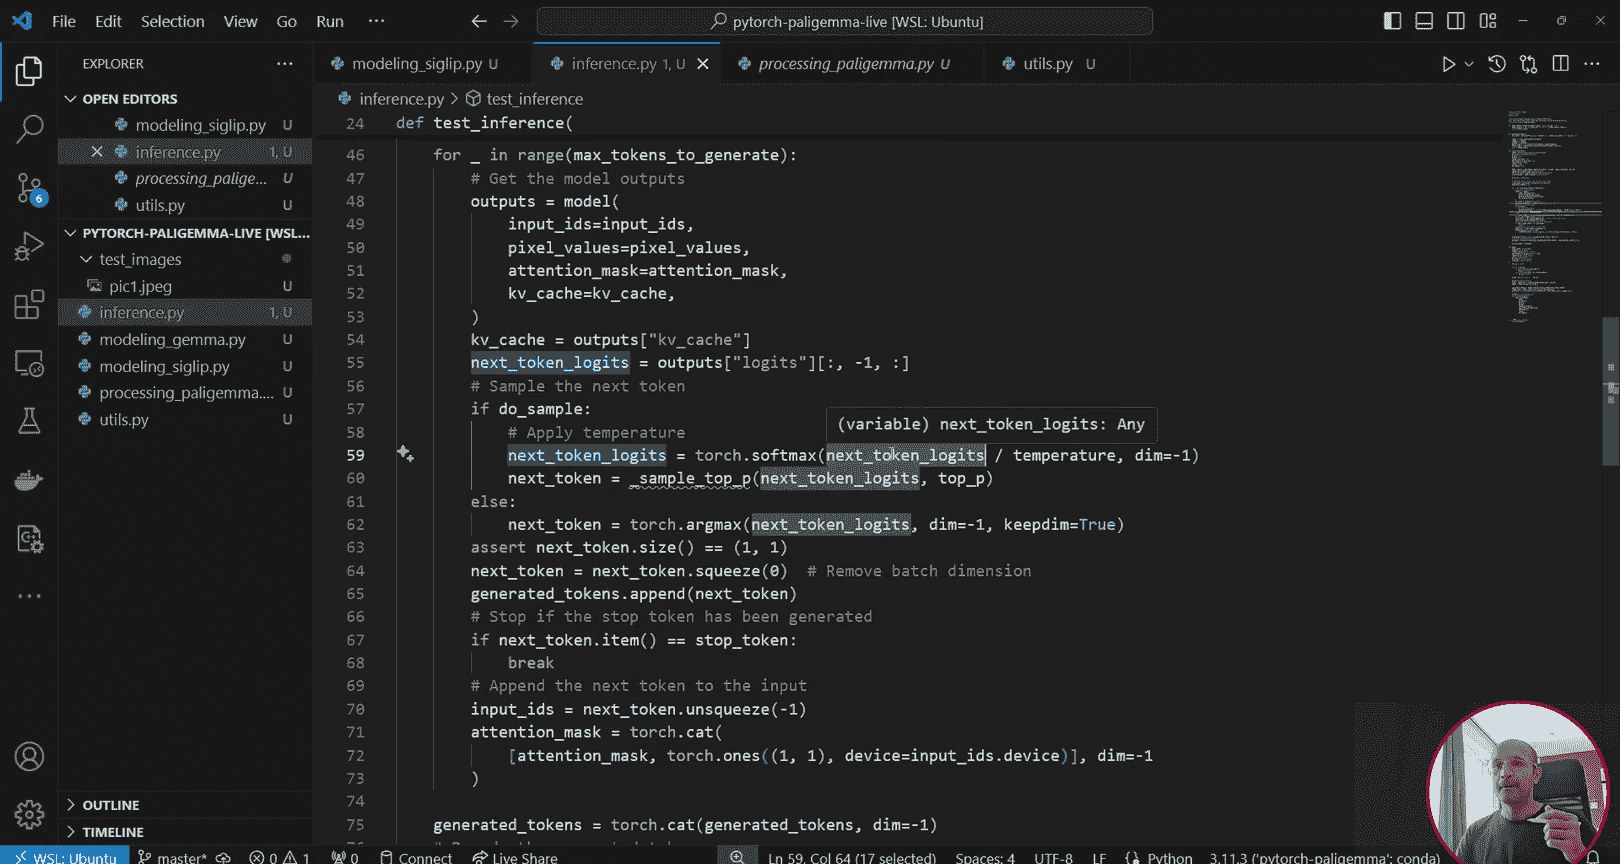 File Edit Selection View Go Run ···
pytorch-paligemma-live [WSL: Ubuntu]
EXPLORER
OPEN EDITORS
modeling_siglip.py U
inference.py 1, U
processing_palige... U
utils.py U
PYTORCH-PALIGEMMA-LIVE [WSL...
test_images
pic1.jpeg U
inference.py 1, U
modeling_gemma.py U
modeling_siglip.py U
processing_paligemma.... U
utils.py U
OUTLINE
TIMELINE
6
modeling_siglip.py U
inference.py 1, U
processing_paligemma.py U
utils.py U
inference.py > test_inference
24 def test_inference(
46 for _ in range(max_tokens_to_generate):
47 # Get the model outputs
48 outputs = model(
49 input_ids=input_ids,
50 pixel_values=pixel_values,
51 attention_mask=attention_mask,
52 kv_cache=kv_cache,
53 )
54 kv_cache = outputs["kv_cache"]
55 next_token_logits = outputs["logits"][:, -1, :]
56 # Sample the next token
57 if do_sample:
58 # Apply temperature
(variable) next_token_logits: Any
59 next_token_logits = torch.softmax(next_token_logits / temperature, dim=-1)
60 next_token = _sample_top_p(next_token_logits, top_p)
61 else:
62 next_token = torch.argmax(next_token_logits, dim=-1, keepdim=True)
63 assert next_token.size() == (1, 1)
64 next_token = next_token.squeeze(0)  # Remove batch dimension
65 generated_tokens.append(next_token)
66 # Stop if the stop token has been generated
67 if next_token.item() == stop_token:
68 break
69 # Append the next token to the input
70 input_ids = next_token.unsqueeze(-1)
71 attention_mask = torch.cat(
72 [attention_mask, torch.ones((1, 1), device=input_ids.device)], dim=-1
73 )
74
75 generated_tokens = torch.cat(generated_tokens, dim=-1)
WSL: Ubuntu master* 0 1 0 Connect Live Share Ln 59, Col 64 (17 selected) Spaces: 4 UTF-8 LF Python 3.11.3 ('pytorch-paligemma': conda)